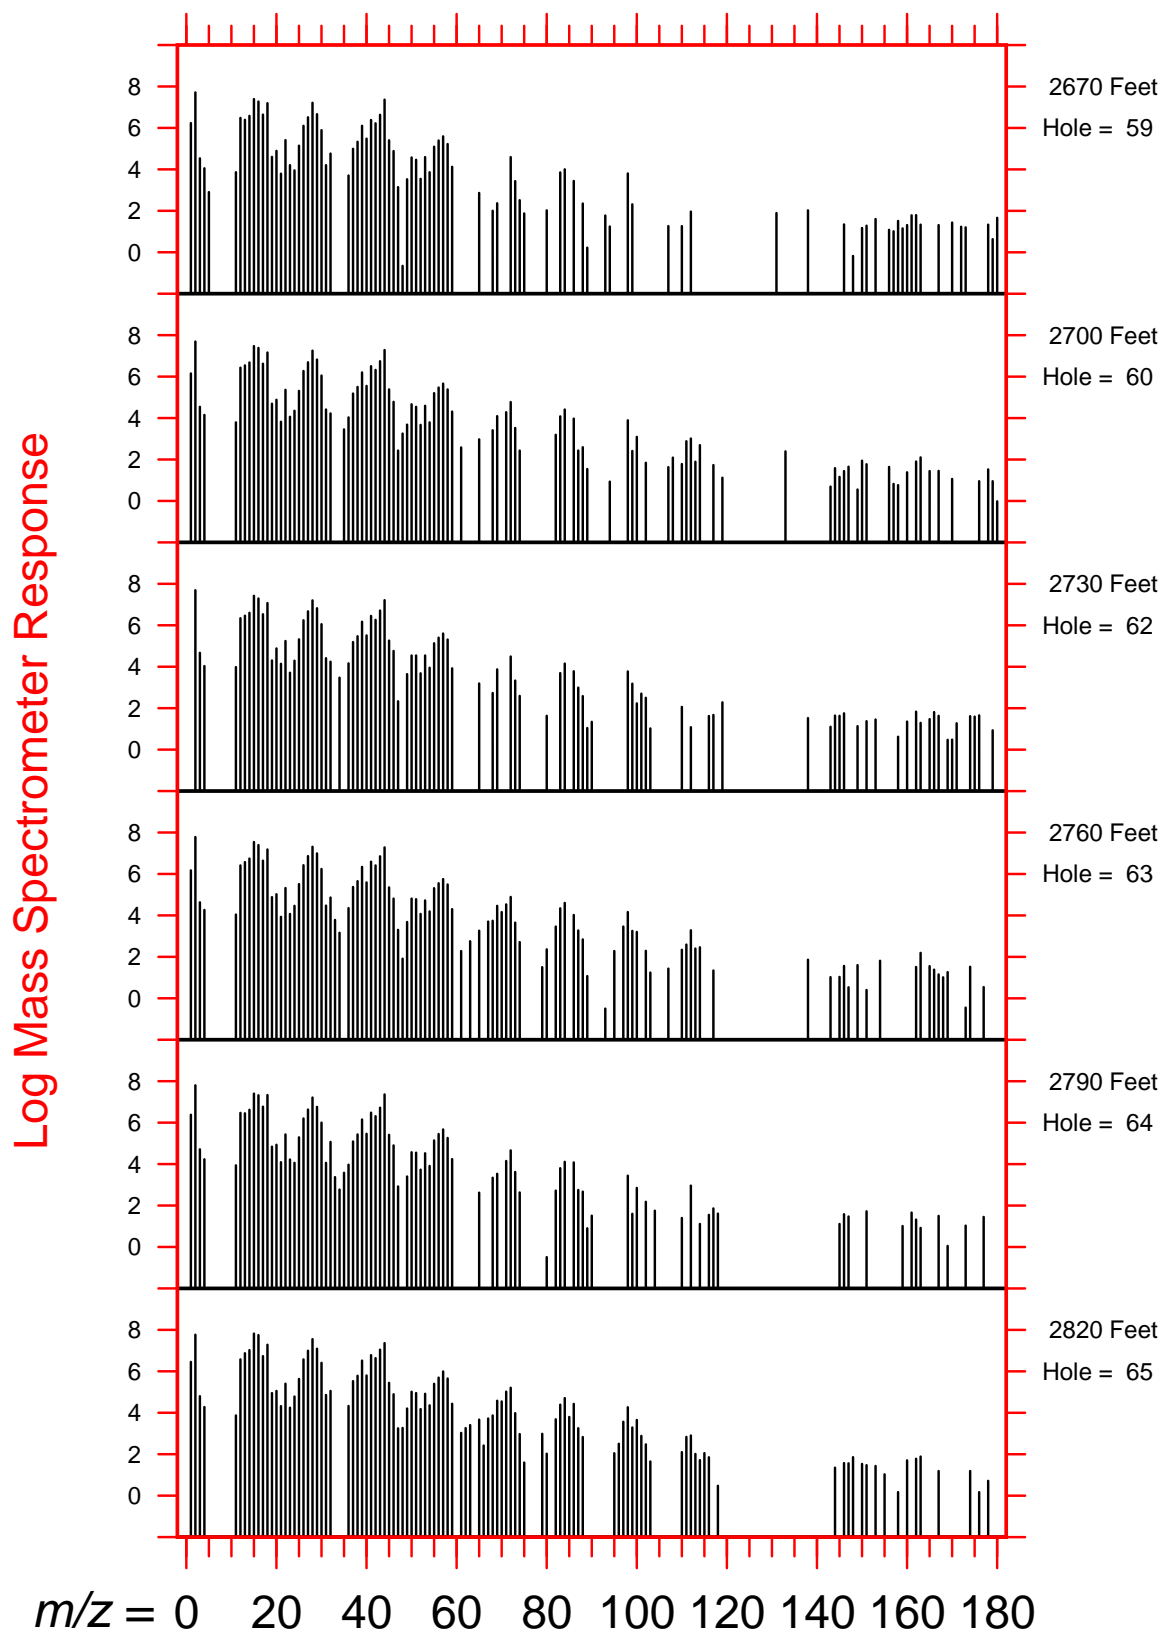 8 6 4 2 0
2670 Feet
Hole = 59
8 6 4 2 0
2700 Feet
Hole = 60
8 6 4 2 0
2730 Feet
Hole = 62
8 6 4 2 0
2760 Feet
Hole = 63
8 6 4 2 0
2790 Feet
Hole = 64
8 6 4 2 0
2820 Feet
Hole = 65
Log Mass Spectrometer Response
m/z = 0 20 40 60 80 100 120 140 160 180